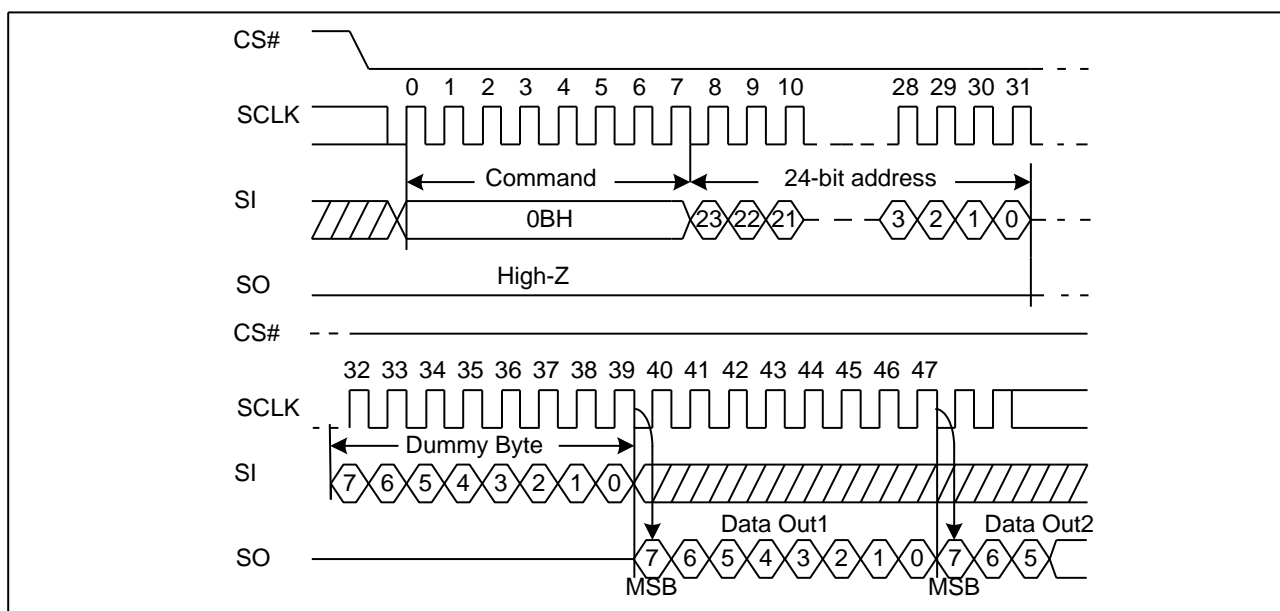 CS#
0 1 2 3 4 5 6 7 8 9 10 28 29 30 31
SCLK
Command 24-bit address
SI
0BH 23 22 21 3 2 1 0
High-Z
SO
CS#
32 33 34 35 36 37 38 39 40 41 42 43 44 45 46 47
SCLK
Dummy Byte
SI
7 6 5 4 3 2 1 0
Data Out1 Data Out2
SO
7 6 5 4 3 2 1 0 7 6 5
MSB MSB